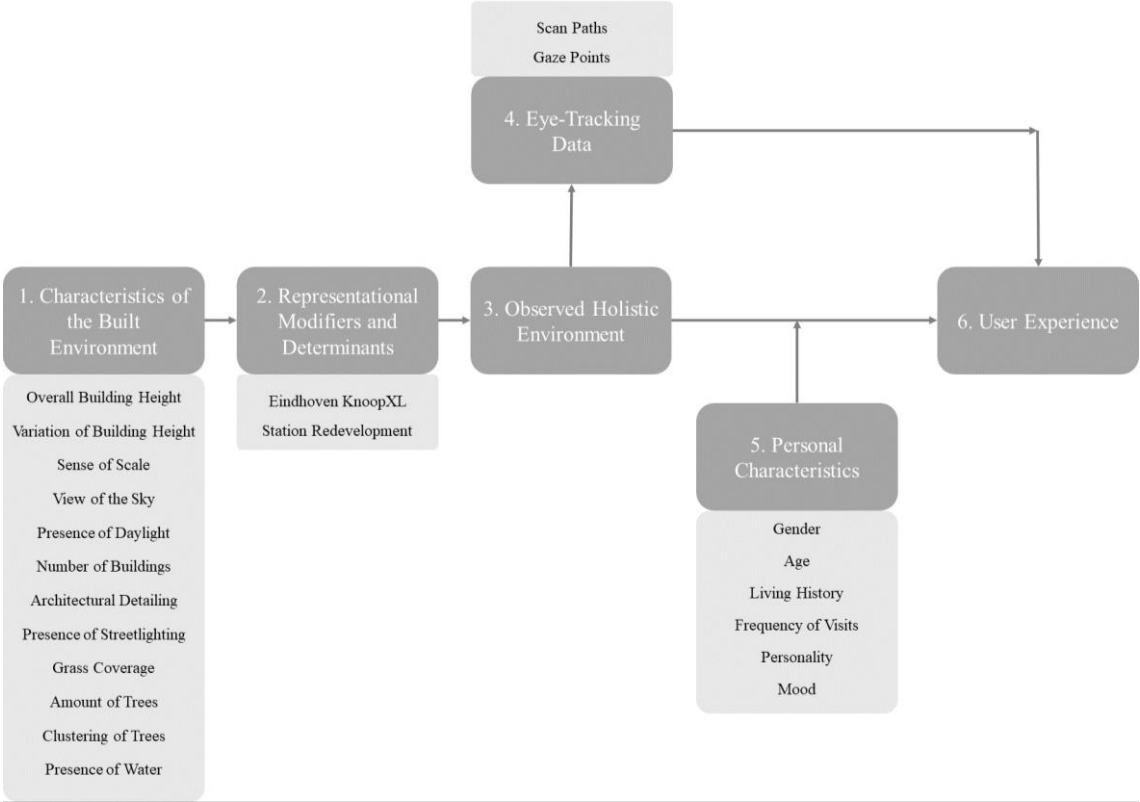 Scan Paths
Gaze Points
4. Eye-Tracking
Data
1. Characteristics of
the Built
Environment
2. Representational
Modifiers and
Determinants
3. Observed Holistic
Environment
6. User Experience
Overall Building Height
Variation of Building Height
Sense of Scale
View of the Sky
Presence of Daylight
Number of Buildings
Architectural Detailing
Presence of Streetlighting
Grass Coverage
Amount of Trees
Clustering of Trees
Presence of Water
Eindhoven KnoopXL
Station Redevelopment
5. Personal
Characteristics
Gender
Age
Living History
Frequency of Visits
Personality
Mood